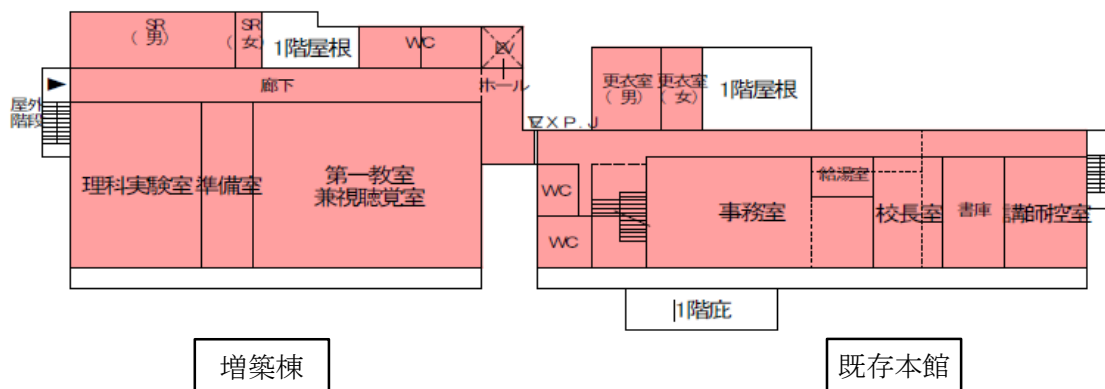 SR
（男）
SR
（女）
1階屋根
WC
EV
ホール
廊下
屋外
階段
理科実験室
準備室
第一教室
兼視聴覚室
EXP.J
更衣室
（男）
更衣室
（女）
1階屋根
WC
WC
事務室
給湯室
校長室
書庫
講師控室
1階庇
増築棟
既存本館